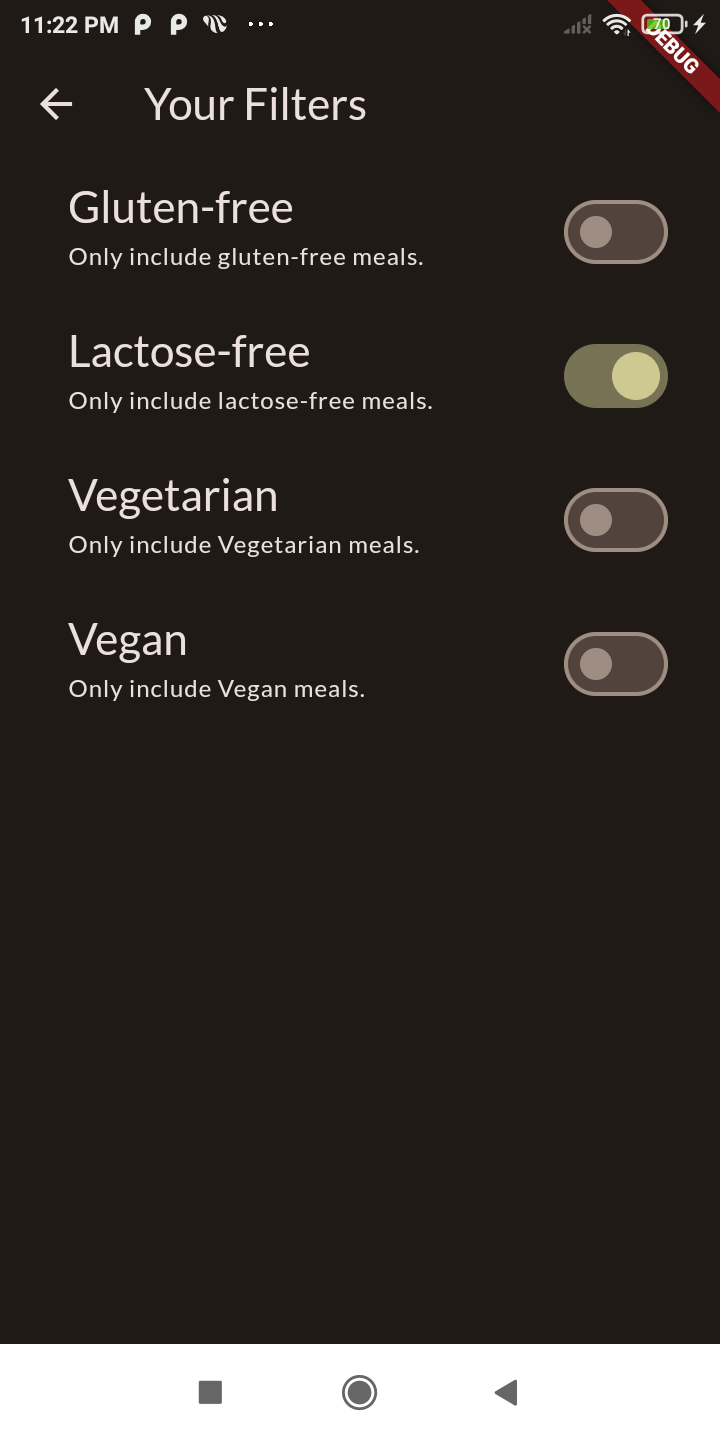 11:22 PM
70
DEBUG
Your Filters
Gluten-free
Only include gluten-free meals.
Lactose-free
Only include lactose-free meals.
Vegetarian
Only include Vegetarian meals.
Vegan
Only include Vegan meals.